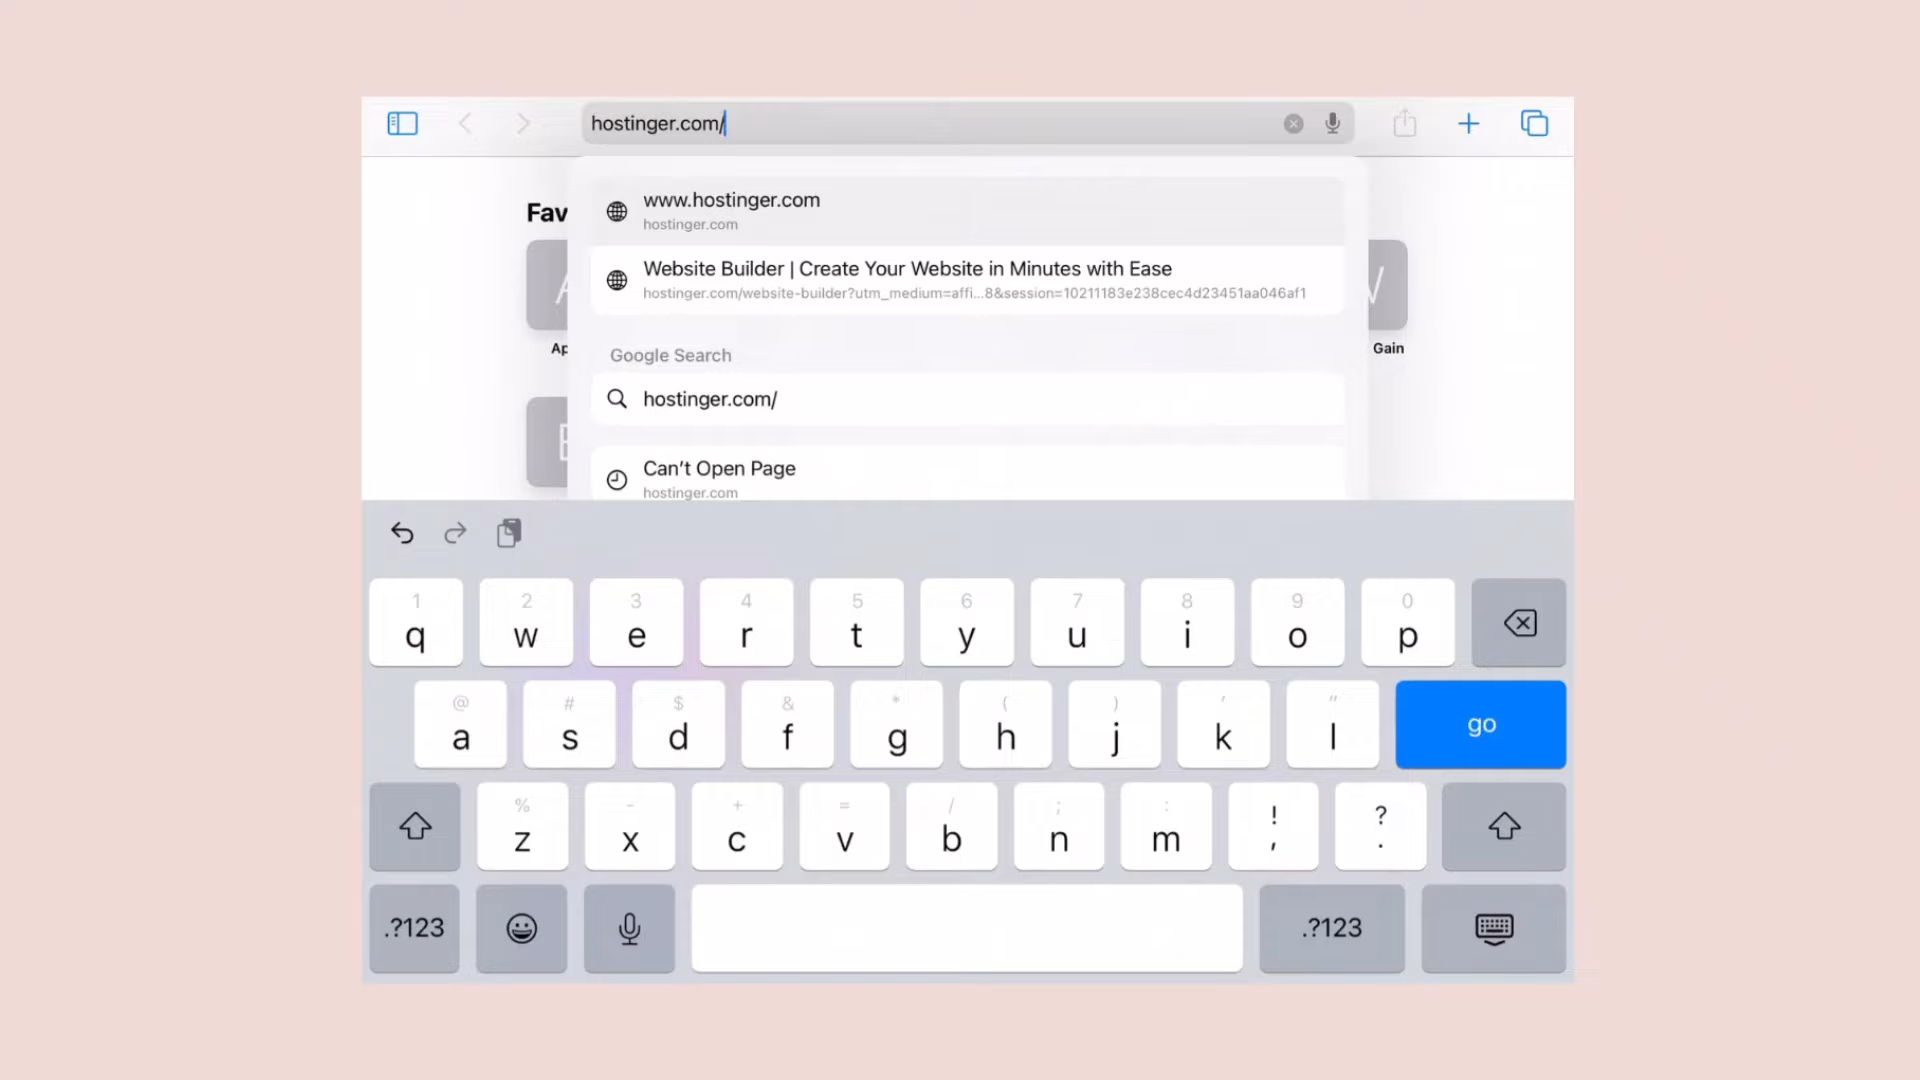 hostinger.com/
Fav
www.hostinger.com
hostinger.com
Website Builder | Create Your Website in Minutes with Ease
hostinger.com/website-builder?utm_medium=affi...8&session=10211183e238cec4d23451aa046af1
Ap
Gain
Google Search
hostinger.com/
Can't Open Page
hostinger.com
1 2 3 4 5 6 7 8 9 0
q w e r t y u i o p
@ # $ & * ( ) ' "
a s d f g h j k l go
% - + = / ; : ! ?
z x c v b n m , .
.?123 .?123